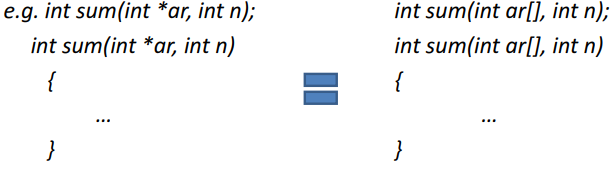 e.g. int sum(int *ar, int n);
int sum(int *ar, int n)
{
...
}
int sum(int ar[], int n);
int sum(int ar[], int n)
{
...
}